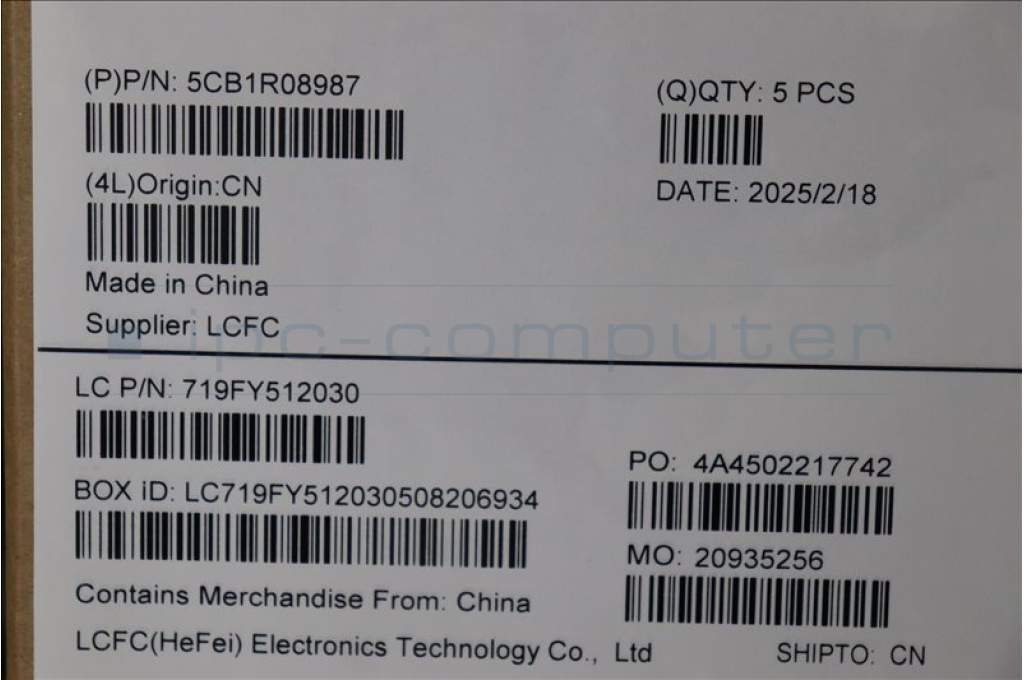 (P)P/N: 5CB1R08987
(Q)QTY: 5 PCS
(4L)Origin:CN
DATE: 2025/2/18
Made in China
Supplier: LCFC
ipc-computer
LC P/N: 719FY512030
PO: 4A4502217742
BOX iD: LC719FY512030508206934
MO: 20935256
Contains Merchandise From: China
LCFC(HeFei) Electronics Technology Co., Ltd
SHIPTO: CN